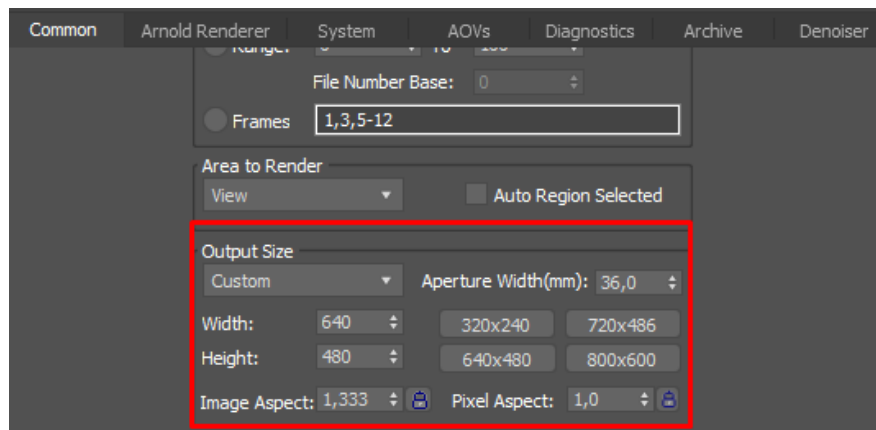 Common Arnold Renderer System AOVs Diagnostics Archive Denoiser
Range: To
File Number Base: 0
Frames 1,3,5-12
Area to Render
View Auto Region Selected
Output Size
Custom Aperture Width(mm): 36,0
Width: 640 320x240 720x486
Height: 480 640x480 800x600
Image Aspect: 1,333 Pixel Aspect: 1,0